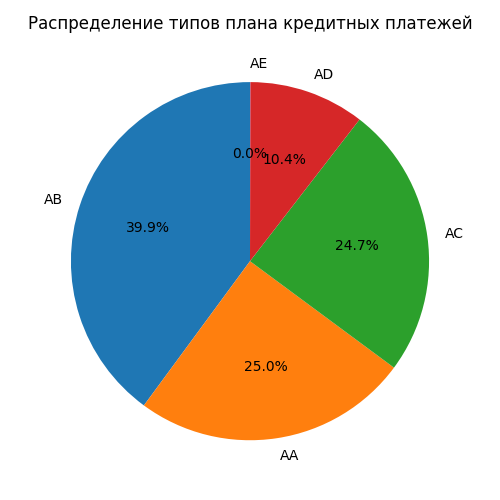 Распределение типов плана кредитных платежей
AE
AD
0.0%
10.4%
AB
39.9%
AC
24.7%
25.0%
AA